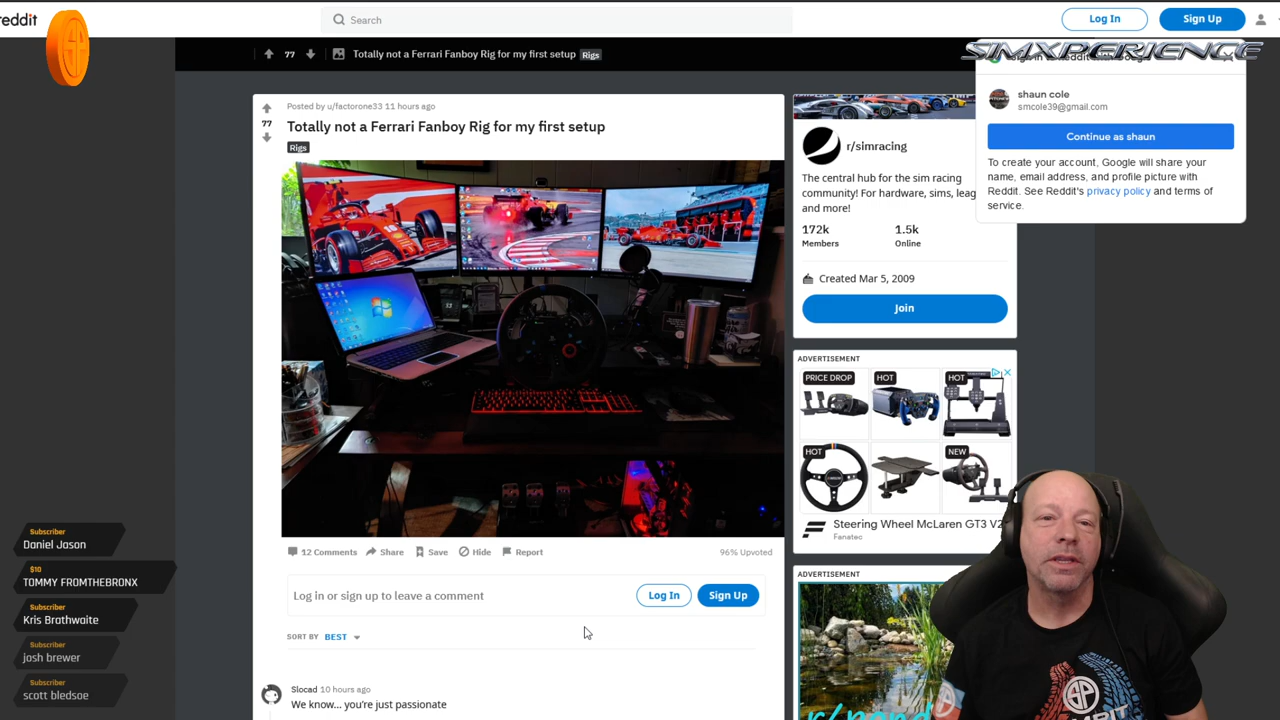 reddit
Search
Log In
Sign Up
77
Totally not a Ferrari Fanboy Rig for my first setup
Rigs
SIMXPERIENCE
shaun cole
smcole39@gmail.com
Continue as shaun
To create your account, Google will share your
name, email address, and profile picture with
Reddit. See Reddit's privacy policy and terms of
service.
Posted by u/factorone33 11 hours ago
77
Totally not a Ferrari Fanboy Rig for my first setup
Rigs
r/simracing
The central hub for the sim racing
community! For hardware, sims, leag
and more!
172k
Members
1.5k
Online
Created Mar 5, 2009
Join
ADVERTISEMENT
PRICE DROP
HOT
HOT
HOT
NEW
Steering Wheel McLaren GT3 V2
Fanatec
12 Comments
Share
Save
Hide
Report
96% Upvoted
Log in or sign up to leave a comment
Log In
Sign Up
SORT BY BEST
ADVERTISEMENT
Slocad 10 hours ago
We know... you're just passionate
Subscriber
Daniel Jason
$10
TOMMY FROMTHEBRONX
Subscriber
Kris Brathwaite
Subscriber
josh brewer
Subscriber
scott bledsoe